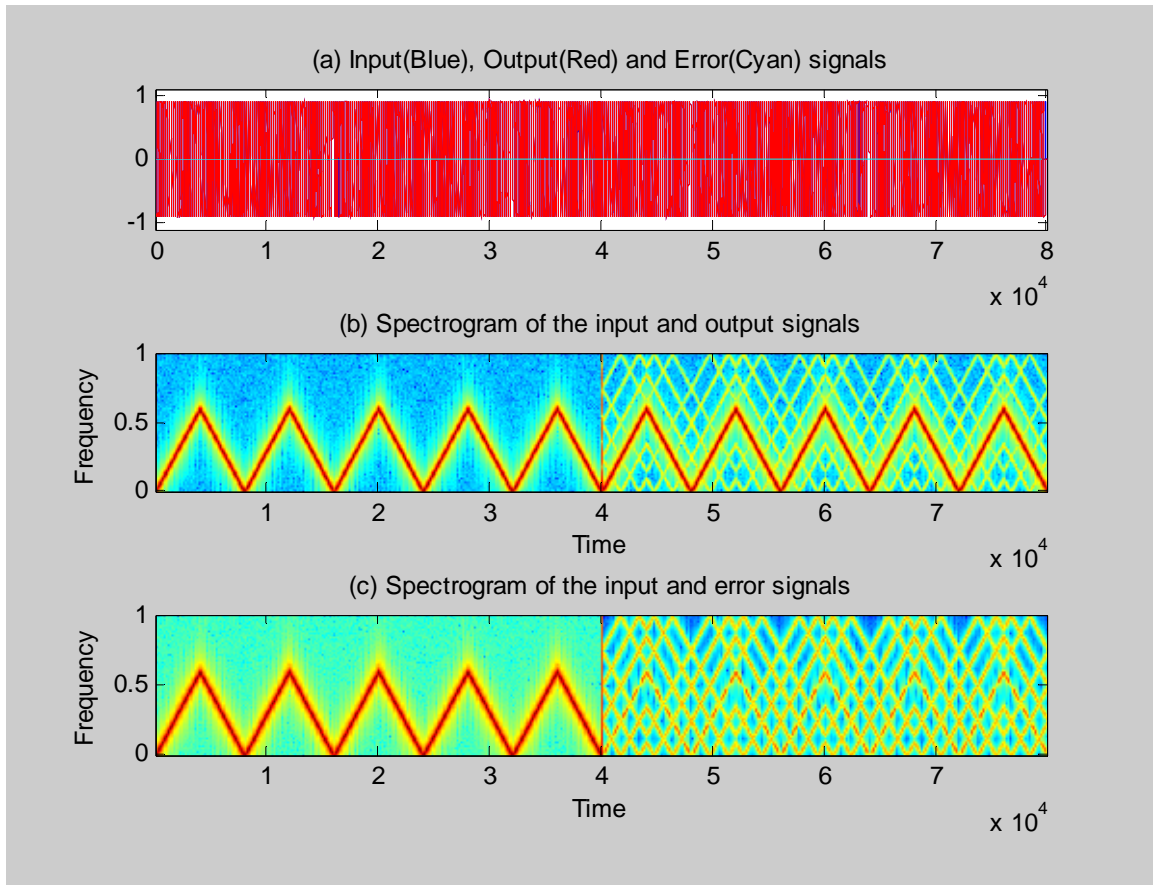 (a) Input(Blue), Output(Red) and Error(Cyan) signals
1
0
-1
0 1 2 3 4 5 6 7 8
x 10^4
(b) Spectrogram of the input and output signals
1
0.5
0
Frequency
1 2 3 4 5 6 7
Time
x 10^4
(c) Spectrogram of the input and error signals
1
0.5
0
Frequency
1 2 3 4 5 6 7
Time
x 10^4